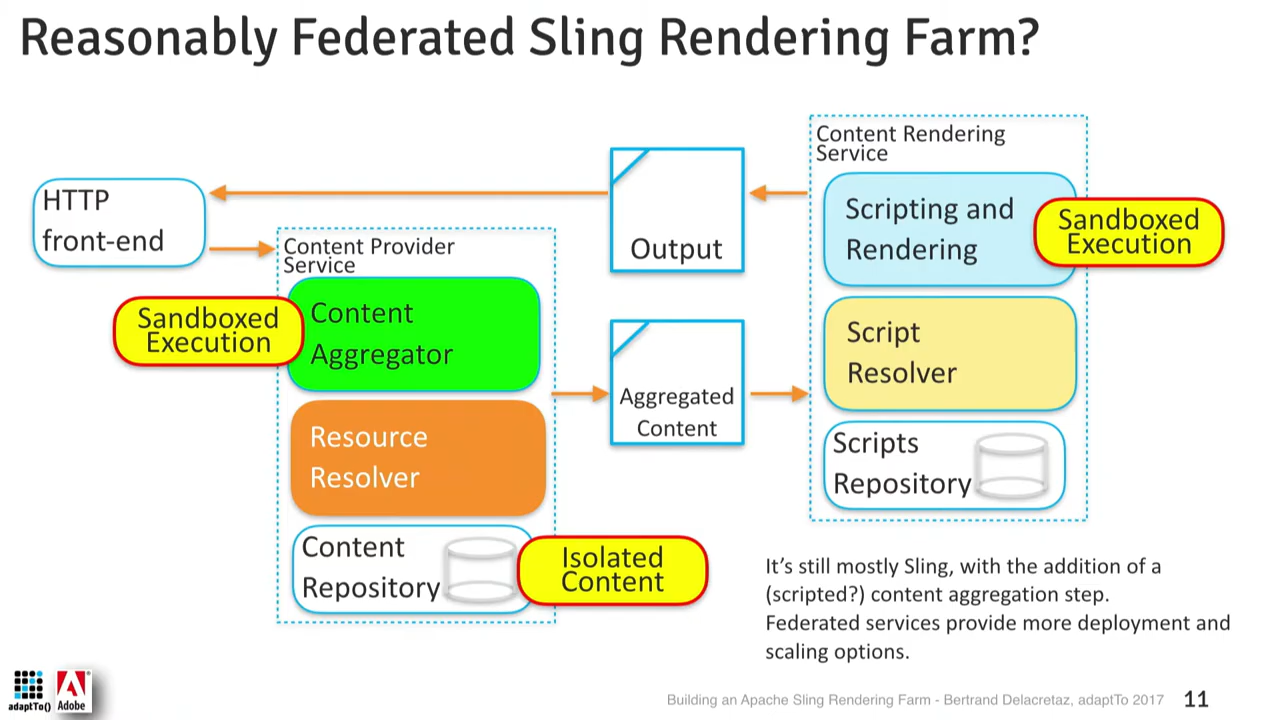 Reasonably Federated Sling Rendering Farm?
HTTP
front-end
Content Provider
Service
Sandboxed
Execution
Content
Aggregator
Resource
Resolver
Content
Repository
Isolated
Content
Output
Aggregated
Content
Content Rendering
Service
Scripting and
Rendering
Sandboxed
Execution
Script
Resolver
Scripts
Repository
It's still mostly Sling, with the addition of a
(scripted?) content aggregation step.
Federated services provide more deployment and
scaling options.
adaptTo()
Adobe
Building an Apache Sling Rendering Farm - Bertrand Delacretaz, adaptTo 2017
11